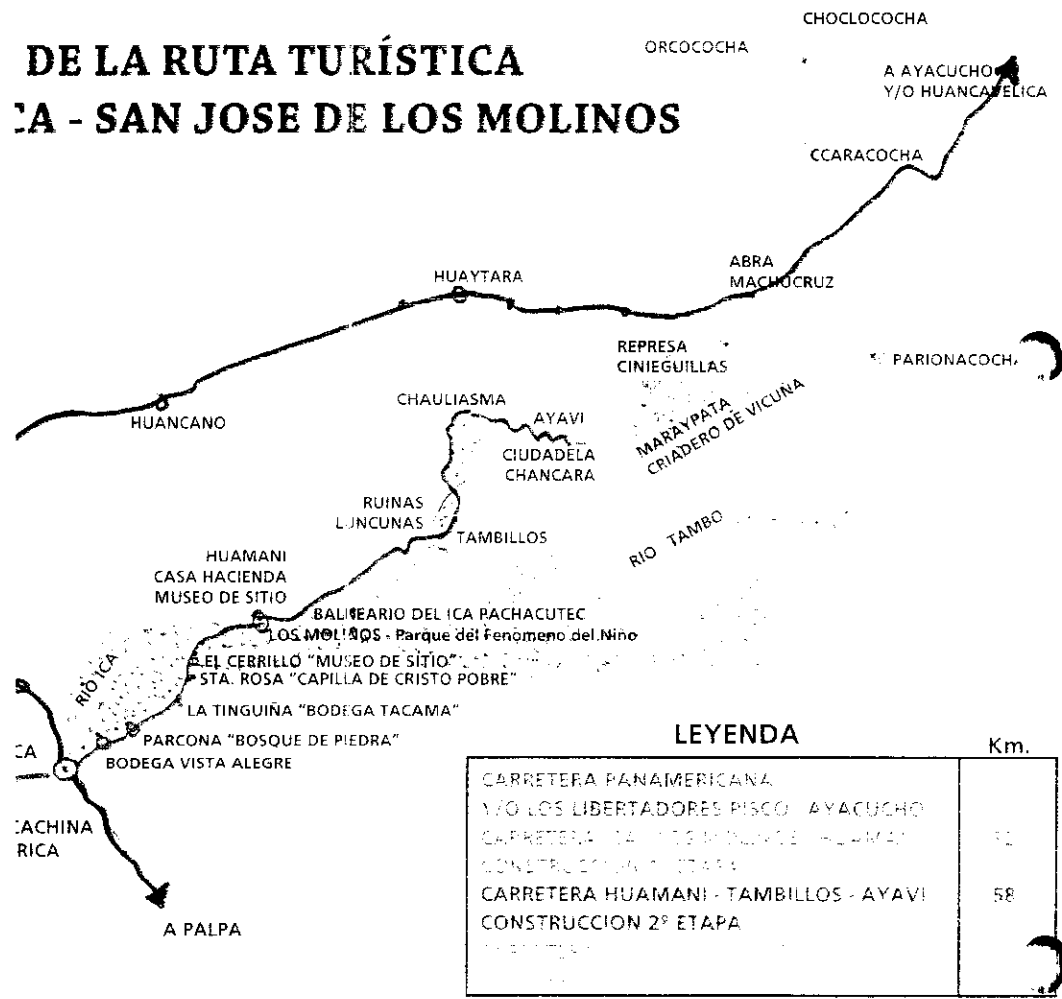 DE LA RUTA TURÍSTICA
CA - SAN JOSE DE LOS MOLINOS
CHOCLOCOCHA
ORCOCOCHA
A AYACUCHO
Y/O HUANCAVELICA
CCARACOCHA
ABRA
MACHUCRUZ
HUAYTARA
REPRESA
CINIEGUILLAS
PARIONACOCHA
HUANCANO
CHAULIASMA
AYAVI
CIUDADELA
CHANCARA
MARAYPATA
CRIADERO DE VICUÑA
RUINAS
LUNCUNAS
TAMBILLOS
RIO TAMBO
HUAMANI
CASA HACIENDA
MUSEO DE SITIO
BALNEARIO DEL ICA PACHACUTEC
LOS MOLINOS - Parque del Fenomeno del Niño
EL CERRILLO "MUSEO DE SITIO"
STA. ROSA "CAPILLA DE CRISTO POBRE"
RIO ICA
LA TINGUIÑA "BODEGA TACAMA"
PARCONA "BOSQUE DE PIEDRA"
BODEGA VISTA ALEGRE
CA
CACHINA
RICA
A PALPA
LEYENDA
Km.
CARRETERA PANAMERICANA
Y/O LOS LIBERTADORES PISCO - AYACUCHO
CARRETERA
CARRETERA HUAMANI - TAMBILLOS - AYAVI 58
CONSTRUCCION 2º ETAPA